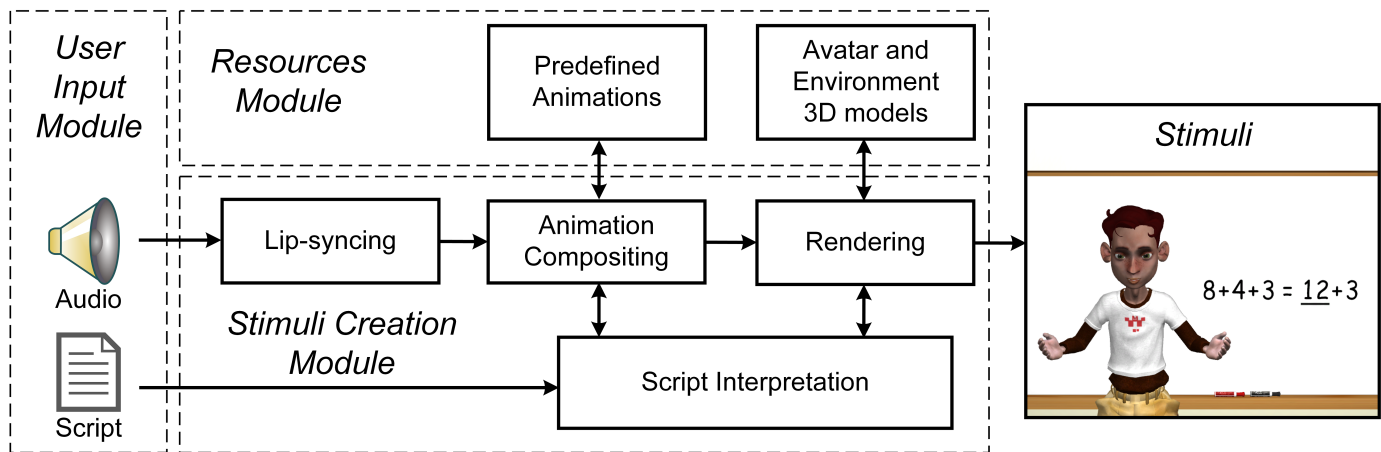 User
Input
Module
Audio
Script
Resources
Module
Predefined
Animations
Avatar and
Environment
3D models
Lip-syncing
Animation
Compositing
Rendering
Stimuli Creation
Module
Script Interpretation
Stimuli
8+4+3 = 12+3